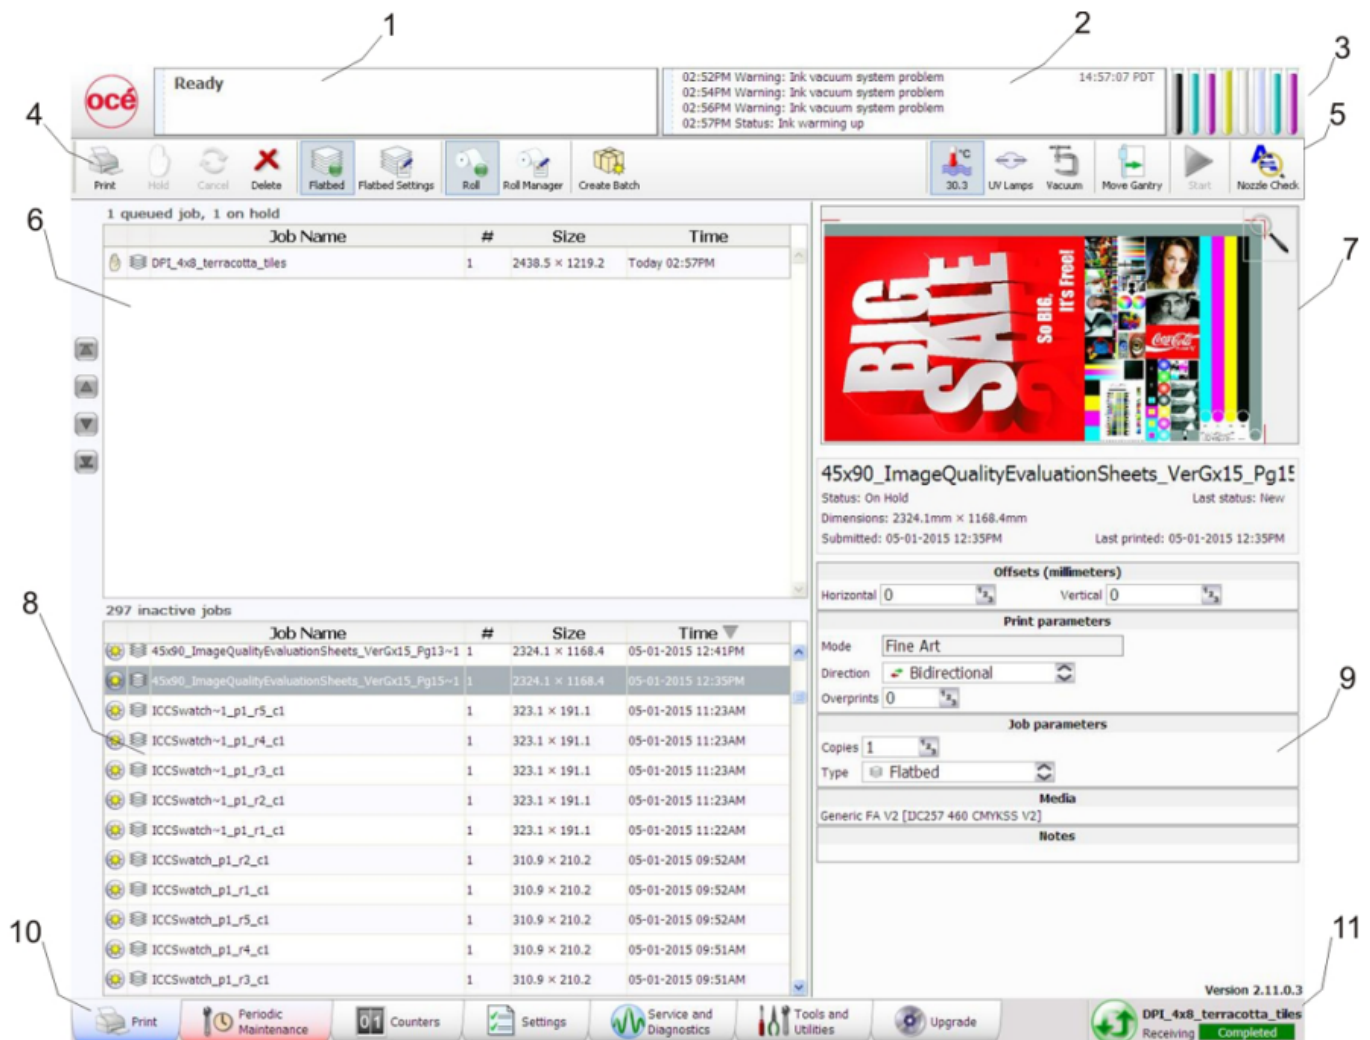 1
2
3
océ
Ready
02:52PM Warning: Ink vacuum system problem
14:57:07 PDT
02:54PM Warning: Ink vacuum system problem
02:56PM Warning: Ink vacuum system problem
02:57PM Status: Ink warming up
4
5
Print
Hold
Cancel
Delete
Flatbed
Flatbed Settings
Roll
Roll Manager
Create Batch
°C
30.3
UV Lamps
Vacuum
Move Gantry
Start
Nozzle Check
6
1 queued job, 1 on hold
Job Name # Size Time
DPI_4x8_terracotta_tiles 1 2438.5 × 1219.2 Today 02:57PM
7
BIG
SALE
So BIG,
It's Free!
Coca-Cola
45x90_ImageQualityEvaluationSheets_VerGx15_Pg15
Status: On Hold Last status: New
Dimensions: 2324.1mm × 1168.4mm
Submitted: 05-01-2015 12:35PM Last printed: 05-01-2015 12:35PM
Offsets (millimeters)
Horizontal 0 Vertical 0
Print parameters
Mode Fine Art
Direction Bidirectional
Overprints 0
9
Job parameters
Copies 1
Type Flatbed
Media
Generic FA V2 [IJC257 460 CMYKSS V2]
Notes
8
297 inactive jobs
Job Name # Size Time
45x90_ImageQualityEvaluationSheets_VerGx15_Pg13~1 1 2324.1 × 1168.4 05-01-2015 12:41PM
45x90_ImageQualityEvaluationSheets_VerGx15_Pg15~1 1 2324.1 × 1168.4 05-01-2015 12:35PM
ICCSwatch~1_p1_r5_c1 1 323.1 × 191.1 05-01-2015 11:23AM
ICCSwatch~1_p1_r4_c1 1 323.1 × 191.1 05-01-2015 11:23AM
ICCSwatch~1_p1_r3_c1 1 323.1 × 191.1 05-01-2015 11:23AM
ICCSwatch~1_p1_r2_c1 1 323.1 × 191.1 05-01-2015 11:23AM
ICCSwatch~1_p1_r1_c1 1 323.1 × 191.1 05-01-2015 11:22AM
ICCSwatch_p1_r2_c1 1 310.9 × 210.2 05-01-2015 09:52AM
ICCSwatch_p1_r1_c1 1 310.9 × 210.2 05-01-2015 09:52AM
ICCSwatch_p1_r5_c1 1 310.9 × 210.2 05-01-2015 09:52AM
ICCSwatch_p1_r4_c1 1 310.9 × 210.2 05-01-2015 09:51AM
ICCSwatch_p1_r3_c1 1 310.9 × 210.2 05-01-2015 09:51AM
10
11
Version 2.11.0.3
Print
Periodic
Maintenance
01 Counters
Settings
Service and
Diagnostics
Tools and
Utilities
Upgrade
DPI_4x8_terracotta_tiles
Receiving Completed